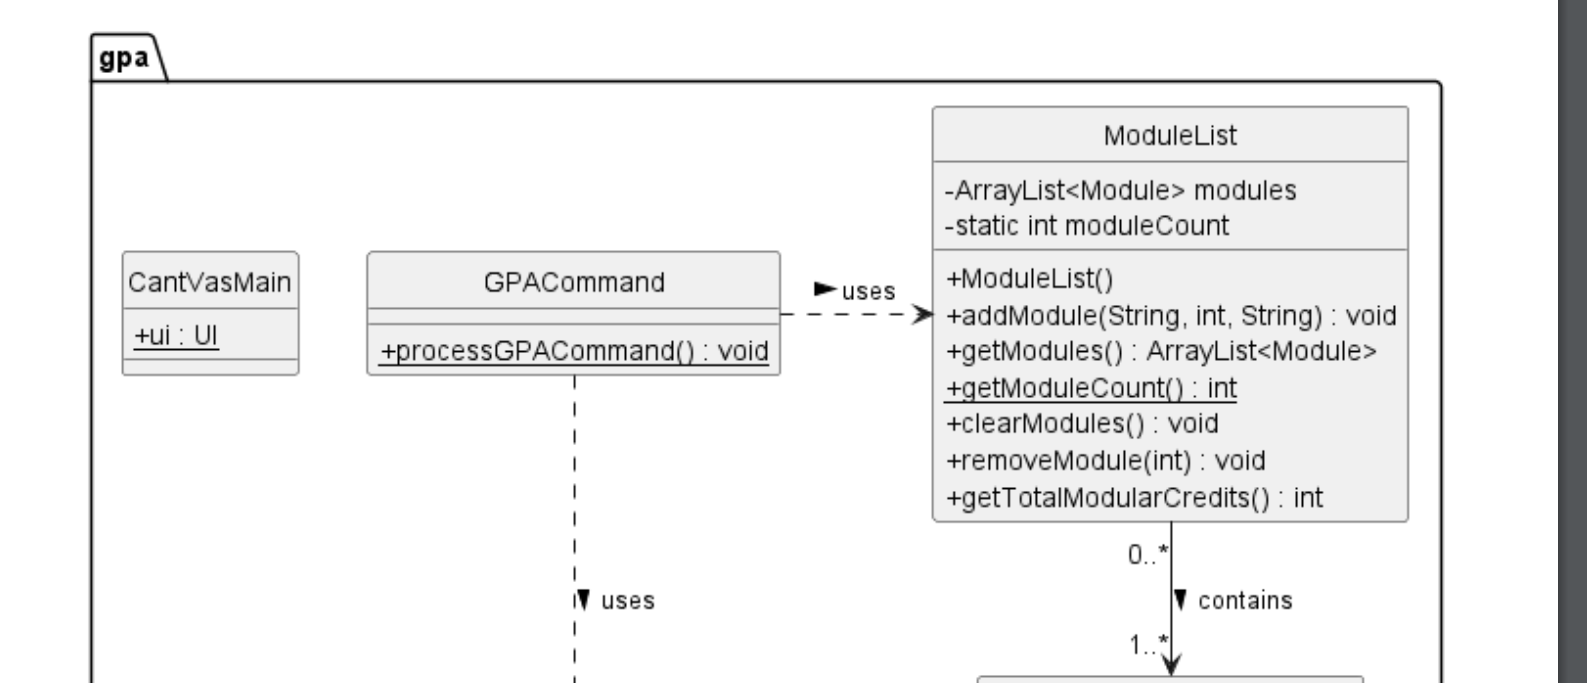 gpa
ModuleList
-ArrayList<Module> modules
-static int moduleCount
+ModuleList()
+addModule(String, int, String) : void
+getModules() : ArrayList<Module>
+getModuleCount() : int
+clearModules() : void
+removeModule(int) : void
+getTotalModularCredits() : int
CantVasMain
+ui : UI
GPACommand
+processGPACommand() : void
uses
uses
0..*
contains
1..*